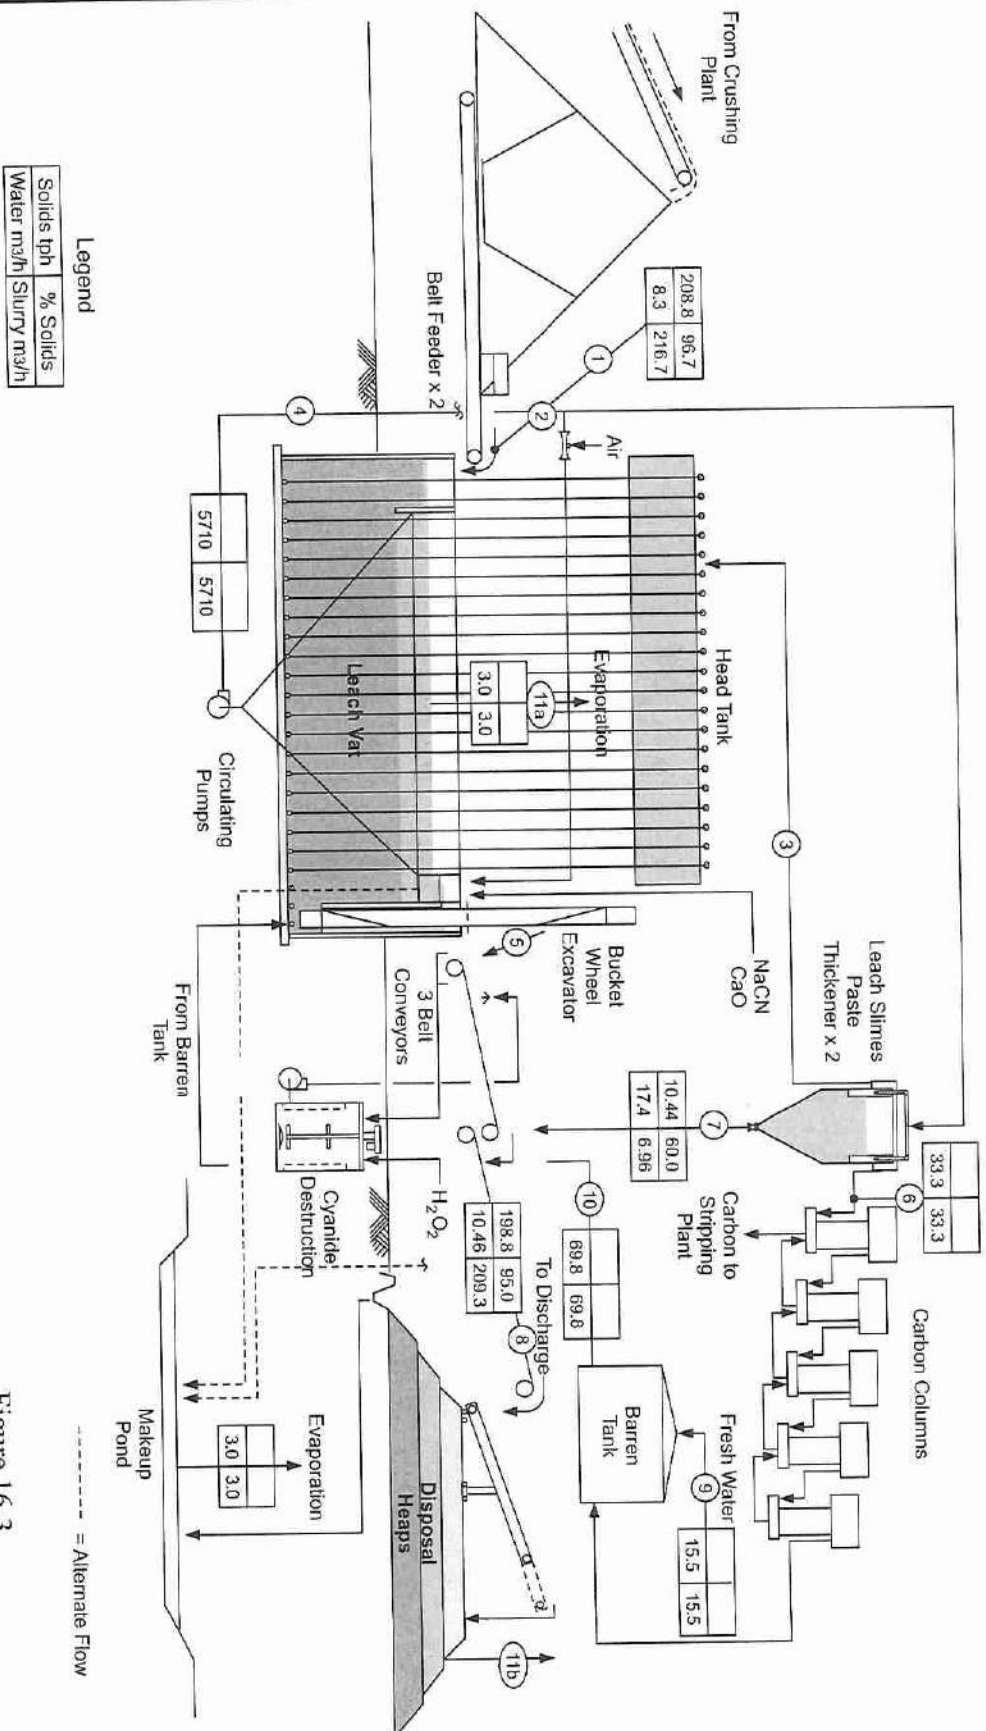 From Crushing
Plant
208.8 96.7
8.3 216.7
1
Belt Feeder x 2
2
Air
4
5710 5710
Head Tank
Evaporation
11a
3.0 3.0
Leach Vat
Circulating
Pumps
3
NaCN
CaO
Leach Slimes
Paste
Thickener x 2
Bucket
Wheel
Excavator
5
3 Belt
Conveyors
From Barren
Tank
7
10.44 60.0
17.4 6.96
33.3 33.3
6
Carbon to
Stripping
Plant
Carbon Columns
10
69.8 69.8
H2O2
Cyanide
Destruction
198.8 95.0
10.46 209.3
To Discharge
8
Barren
Tank
Fresh Water
9
15.5 15.5
Disposal
Heaps
11b
Evaporation
3.0 3.0
Makeup
Pond
Legend
Solids tph % Solids
Water m3/h Slurry m3/h
------- = Alternate Flow
Figure 16.3